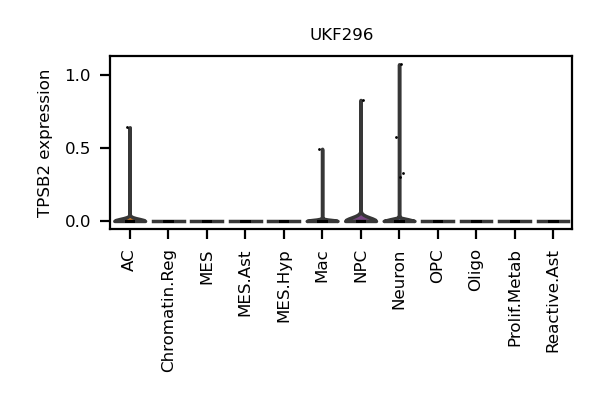 UKF296
TPSB2 expression
1.0
0.5
0.0
AC
Chromatin.Reg
MES
MES.Ast
MES.Hyp
Mac
NPC
Neuron
OPC
Oligo
Prolif.Metab
Reactive.Ast